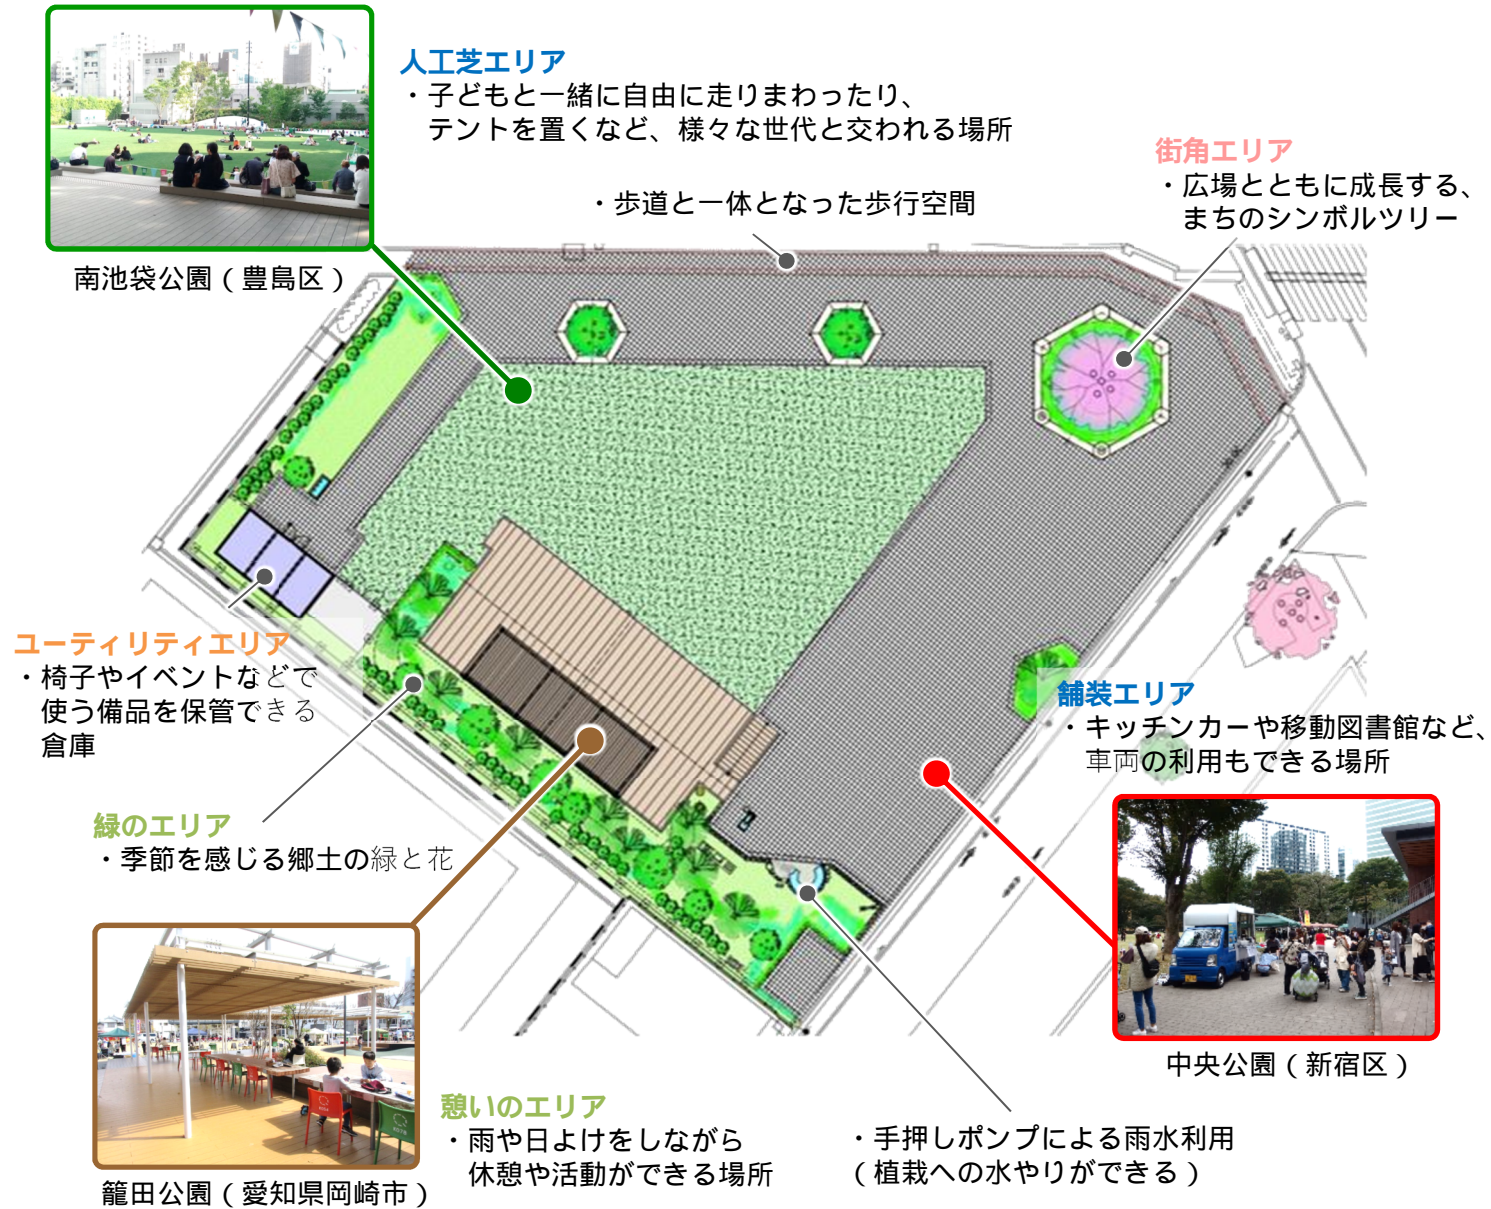 人工芝エリア
・子どもと一緒に自由に走りまわったり、
テントを置くなど、様々な世代と交われる場所
街角エリア
・広場とともに成長する、
まちのシンボルツリー
・歩道と一体となった歩行空間
南池袋公園(豊島区)
ユーティリティエリア
・椅子やイベントなどで
使う備品を保管できる
倉庫
舗装エリア
・キッチンカーや移動図書館など、
車両の利用もできる場所
緑のエリア
・季節を感じる郷土の緑と花
中央公園(新宿区)
憩いのエリア
・雨や日よけをしながら
休憩や活動ができる場所
・手押しポンプによる雨水利用
(植栽への水やりができる)
籠田公園(愛知県岡崎市)